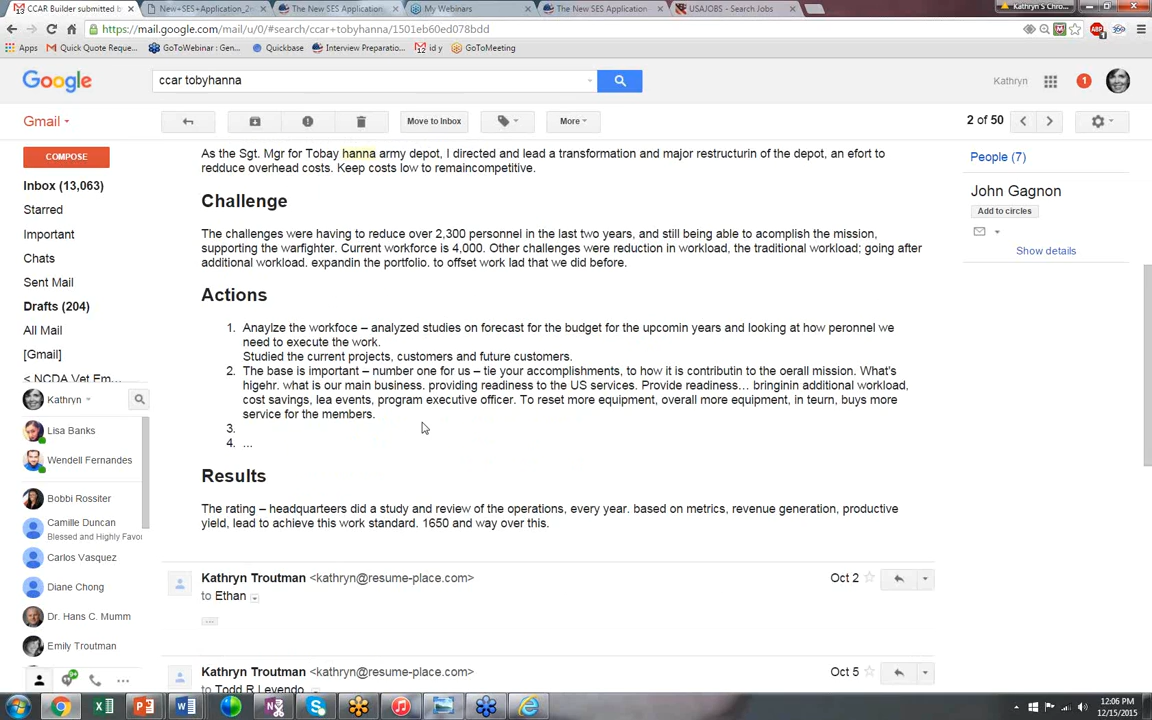 CCAR Builder submitted b
New+SES+Application_2
The New SES Application
My Webinars
The New SES Application
USAJOBS - Search Jobs
Kathryn S Chro...
https://mail.google.com/mail/u/0/#search/ccar+tobyhanna/1501eb60ednd
Apps
Quick Quote Reque...
GoToWebinar : Gen...
Quickbase
Interview Preparatio...
id y
GoToMeeting
Google
ccar tobyhanna
Kathryn
1
Gmail
Move to Inbox
More
2 of 50
COMPOSE
Inbox (13,063)
Starred
Important
Chats
Sent Mail
Drafts (204)
All Mail
[Gmail]
< NCDA Vet Em...
Kathryn
Lisa Banks
Wendell Fernandes
Bobbi Rossiter
Camille Duncan
Blessed and Highly Favor
Carlos Vasquez
Diane Chong
Dr. Hans C. Mumm
Emily Troutman
As the Sgt. Mgr for Tobay hanna army depot, I directed and lead a transformation and major restructurin of the depot, an efort to
redduce overhead costs. Keep costs low to remaincompetitive.
Challenge
The challenges were having to reduce over 2,300 personnel in the last two years, and still being able to acomplish the mission,
supporting the warfighter. Current workforce is 4,000. Other challenges were reduction in workload, the traditional workload; going after
additional workload. expandin the portfolio. to offset work lad that we did before.
Actions
1. Anaylze the workfoce – analyzed studies on forecast for the budget for the upcomin years and looking at how peronnel we
need to execute the work.
Studied the current projects, customers and future customers.
2. The base is important – number one for us – tie your accomplishments, to how it is contributin to the oerall mission. What's
higehr. what is our main business. providing readiness to the US services. Provide readiness… bringinin additional workload,
cost savings, lea events, program executive officer. To reset more equipment, overall more equipment, in teurn, buys more
service for the members.
3.
4. ...
Results
The rating – headquarteers did a study and review of the operations, every year. based on metrics, revenue generation, productive
yield, lead to achieve this work standard. 1650 and way over this.
Kathryn Troutman <kathryn@resume-place.com>
Oct 2
to Ethan
Kathryn Troutman <kathryn@resume-place.com>
Oct 5
to Todd R Levendo
People (7)
John Gagnon
Add to circles
Show details
12:06 PM
12/15/2015